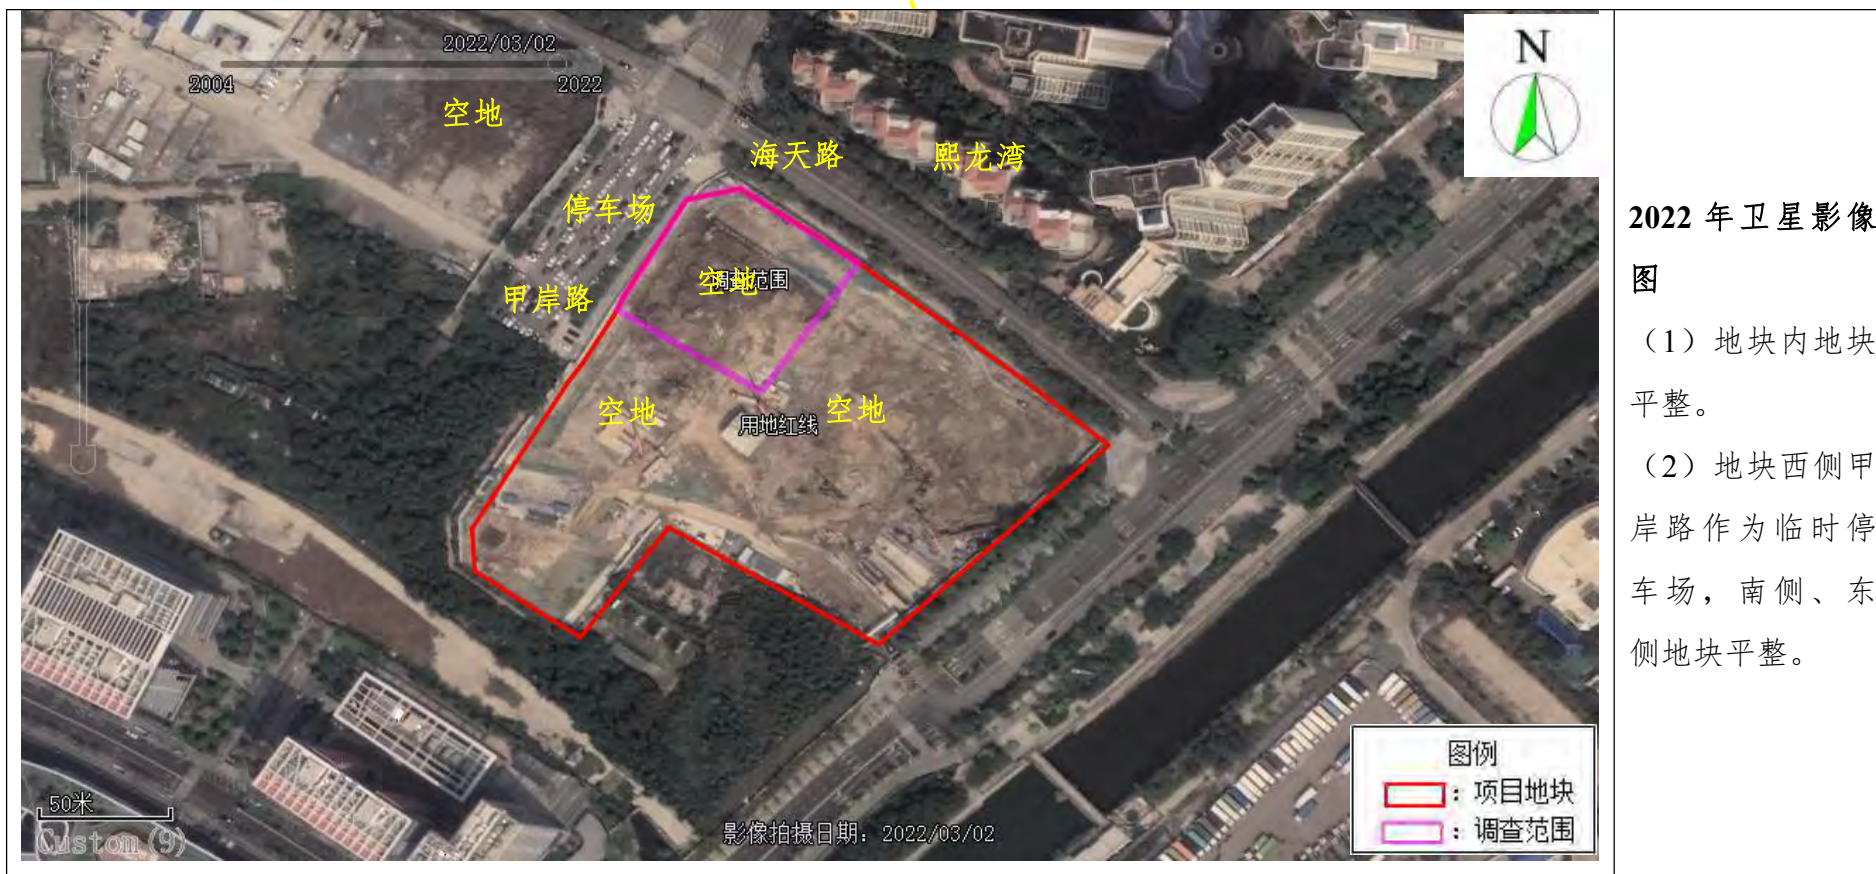 2022/03/02
2004
2022
N
空地
海天路
熙龙湾
停车场
空地
调查范围
甲岸路
空地
空地
用地红线
50米
Custom(9)
影像拍摄日期：2022/03/02
图例
：项目地块
：调查范围
2022 年卫星影像
图
（1）地块内地块
平整。
（2）地块西侧甲
岸路作为临时停
车场，南侧、东
侧地块平整。